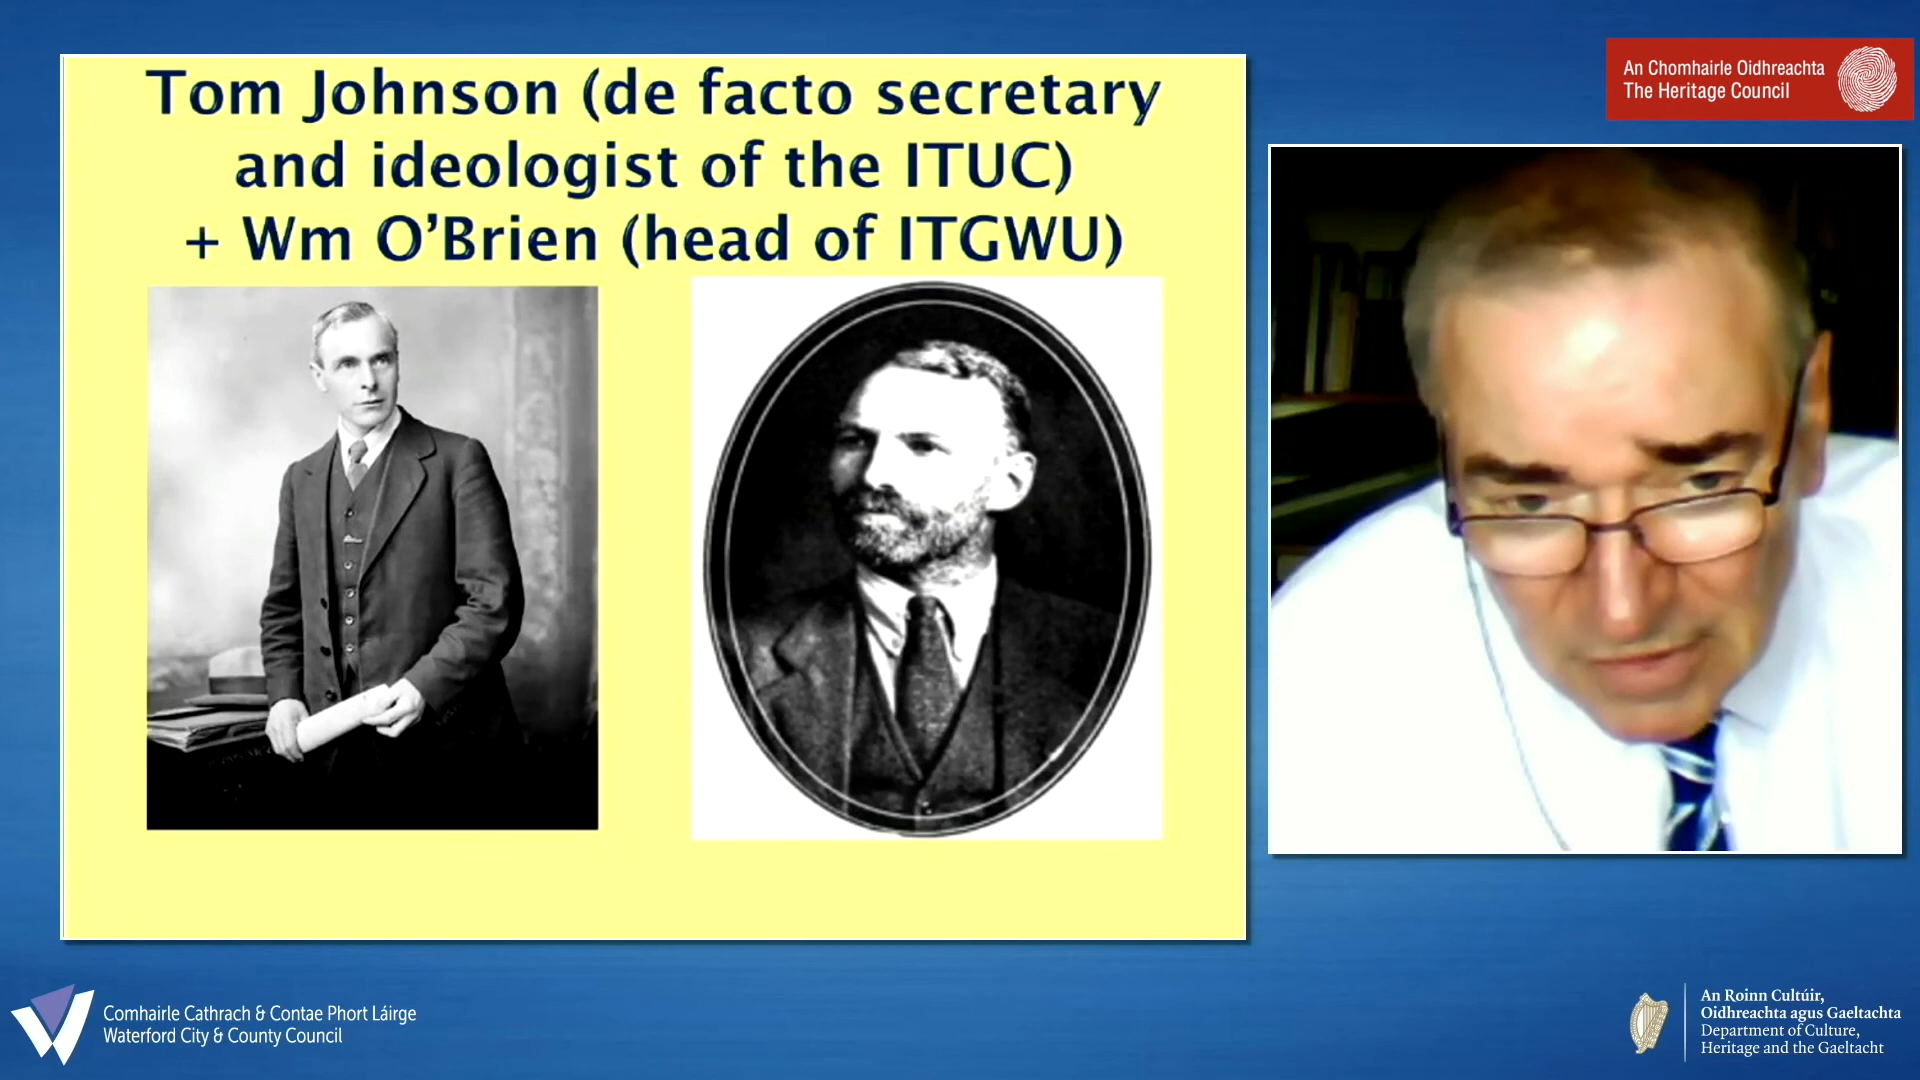 Tom Johnson (de facto secretary
and ideologist of the ITUC)
+ Wm O’Brien (head of ITGWU)
An Chomhairle Oidhreachta
The Heritage Council
Comhairle Cathrach & Contae Phort Láirge
Waterford City & County Council
An Roinn Cultúir,
Oidhreachta agus Gaeltachta
Department of Culture,
Heritage and the Gaeltacht